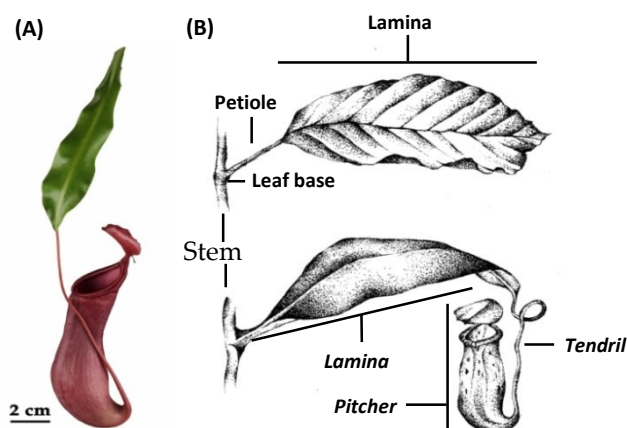 (A)
(B)
Lamina
Petiole
Leaf base
Stem
Lamina
Tendril
Pitcher
2 cm